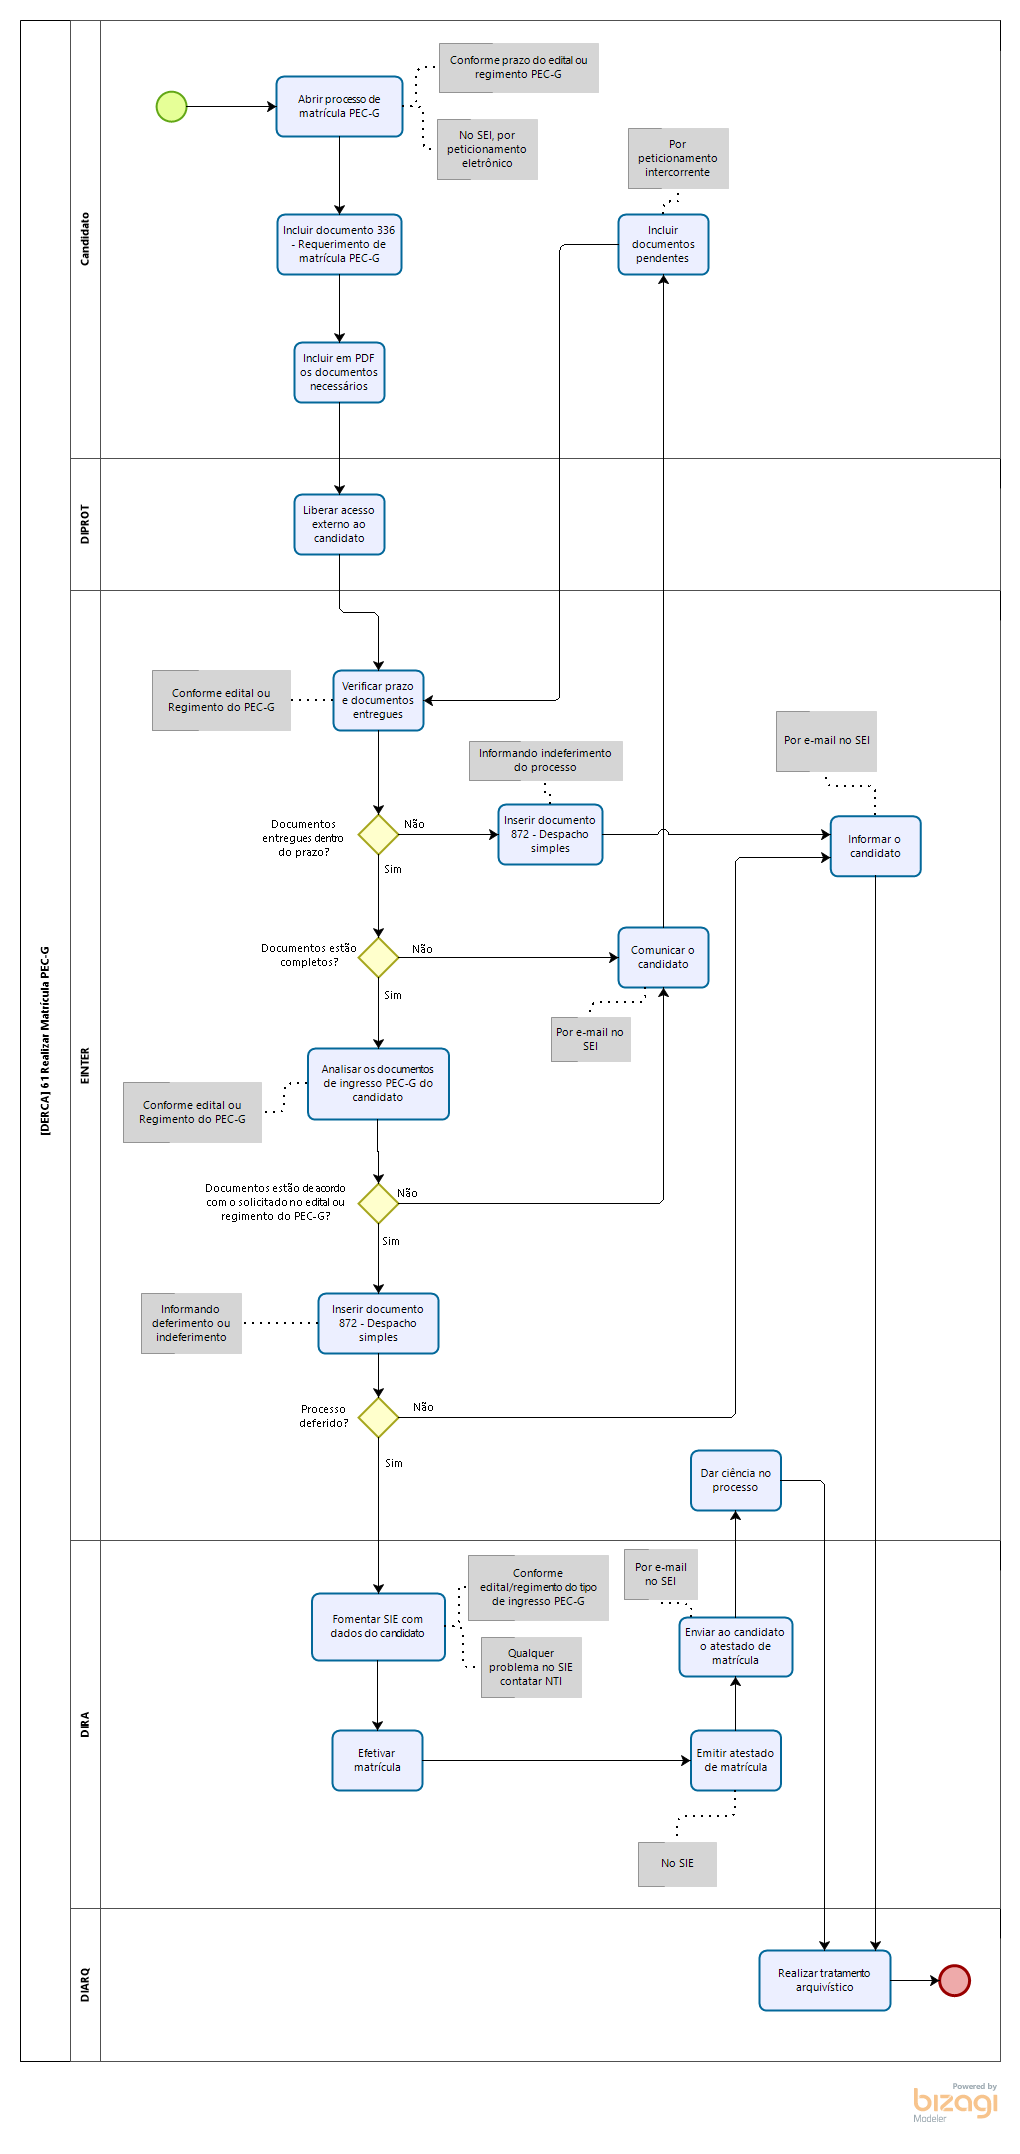 [DERCA] 61 Realizar Matrícula PEC-G
Candidato
Conforme prazo do edital ou
regimento PEC-G
Abrir processo de
matrícula PEC-G
No SEI, por
peticionamento
eletrônico
Por
peticionamento
intercorrente
Incluir documento 336
- Requerimento de
matrícula PEC-G
Incluir
documentos
pendentes
Incluir em PDF
os documentos
necessários
DIPROT
Liberar acesso
externo ao
candidato
EINTER
Conforme edital ou
Regimento do PEC-G
Verificar prazo
e documentos
entregues
Informando indeferimento
do processo
Por e-mail no SEI
Documentos
entregues dentro
do prazo?
Não
Sim
Inserir documento
872 - Despacho
simples
Informar o
candidato
Documentos estão
completos?
Não
Sim
Comunicar o
candidato
Por e-mail no
SEI
Analisar os documentos
de ingresso PEC-G do
candidato
Conforme edital ou
Regimento do PEC-G
Documentos estão de acordo
com o solicitado no edital ou
regimento do PEC-G?
Não
Sim
Informando
deferimento ou
indeferimento
Inserir documento
872 - Despacho
simples
Processo
deferido?
Não
Sim
Dar ciência no
processo
DIRA
Conforme
edital/regimento do tipo
de ingresso PEC-G
Por e-mail
no SEI
Fomentar SIE com
dados do candidato
Qualquer
problema no SIE
contatar NTI
Enviar ao candidato
o atestado de
matrícula
Efetivar
matrícula
Emitir atestado
de matrícula
No SIE
DIARQ
Realizar tratamento
arquivístico
Powered by
bizagi
Modeler